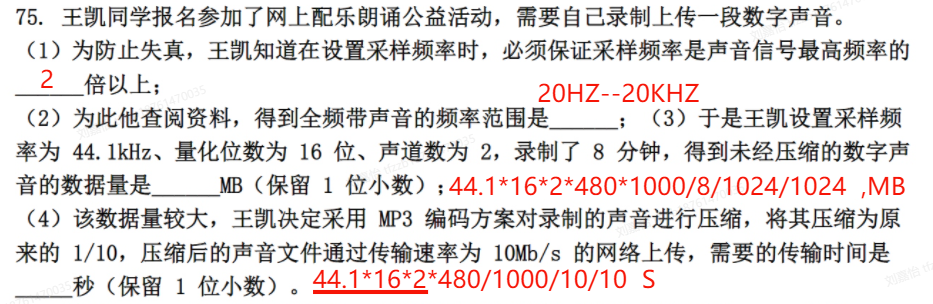 75. 王凯同学报名参加了网上配乐朗诵公益活动，需要自己录制上传一段数字声音。
（1）为防止失真，王凯知道在设置采样频率时，必须保证采样频率是声音信号最高频率的
__2__倍以上；
20HZ--20KHZ
（2）为此他查阅资料，得到全频带声音的频率范围是______；（3）于是王凯设置采样频
率为 44.1kHz、量化位数为 16 位、声道数为 2，录制了 8 分钟，得到未经压缩的数字声
音的数据量是______MB（保留 1 位小数）；44.1*16*2*480*1000/8/1024/1024 ,MB
（4）该数据量较大，王凯决定采用 MP3 编码方案对录制的声音进行压缩，将其压缩为原
来的 1/10，压缩后的声音文件通过传输速率为 10Mb/s 的网络上传，需要的传输时间是
_____秒（保留 1 位小数）。44.1*16*2*480/1000/10/10 S